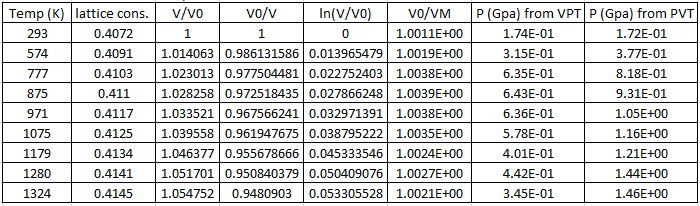 Temp (K) lattice cons. V/V0 V0/V ln(V/V0) V0/VM P (Gpa) from VPT P (Gpa) from PVT
293 0.4072 1 1 0 1.0011E+00 1.74E-01 1.72E-01
574 0.4091 1.014063 0.986131586 0.013965479 1.0019E+00 3.15E-01 3.77E-01
777 0.4103 1.023013 0.977504481 0.022752403 1.0038E+00 6.35E-01 8.18E-01
875 0.411 1.028258 0.972518435 0.027866248 1.0039E+00 6.43E-01 9.31E-01
971 0.4117 1.033521 0.967566241 0.032971391 1.0038E+00 6.36E-01 1.05E+00
1075 0.4125 1.039558 0.961947675 0.038795222 1.0035E+00 5.78E-01 1.16E+00
1179 0.4134 1.046377 0.955678666 0.045333546 1.0024E+00 4.01E-01 1.21E+00
1280 0.4141 1.051701 0.950840379 0.050409076 1.0027E+00 4.42E-01 1.44E+00
1324 0.4145 1.054752 0.9480903 0.053305528 1.0021E+00 3.45E-01 1.46E+00